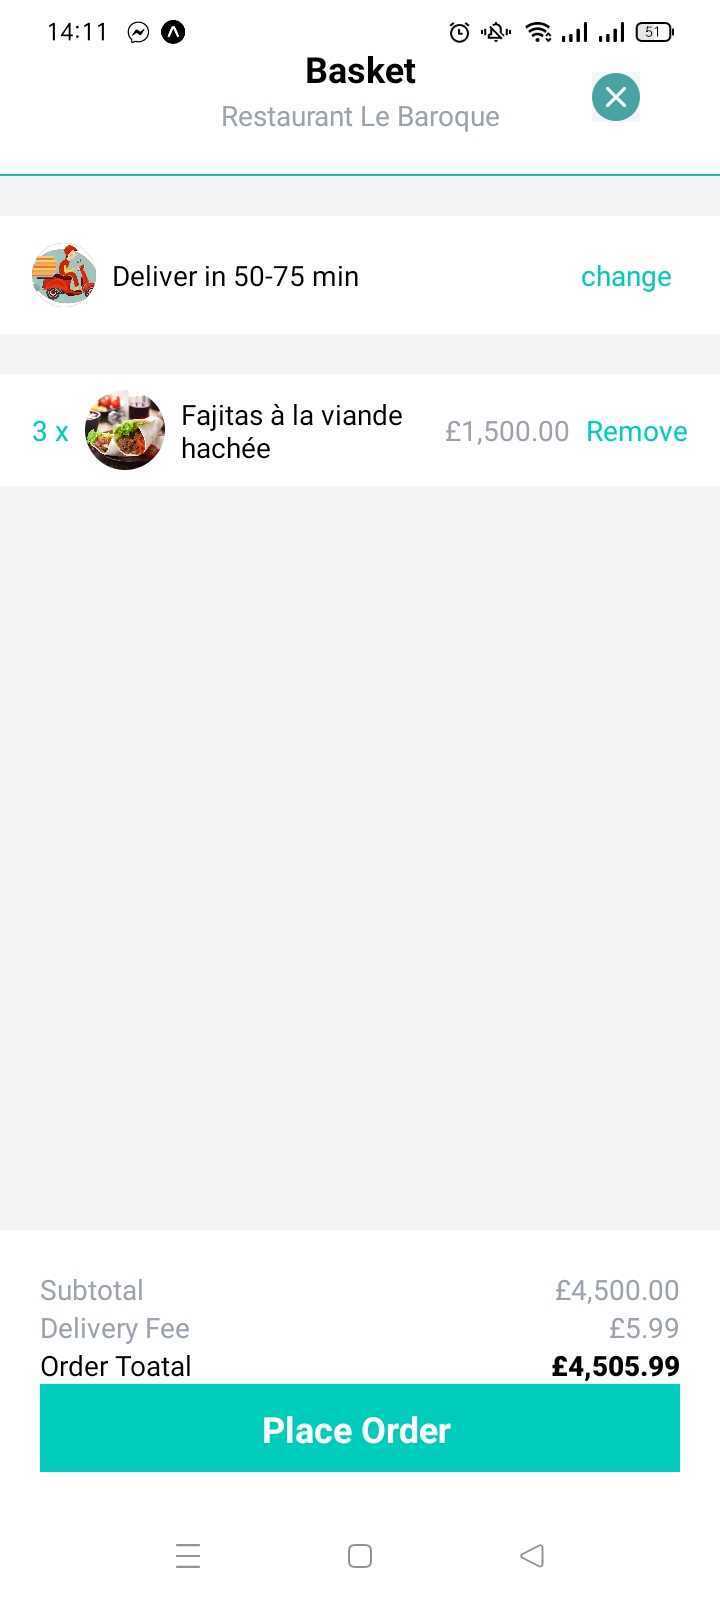 14:11
51
Basket
Restaurant Le Baroque
Deliver in 50-75 min
change
3 x
Fajitas à la viande
hachée
£1,500.00
Remove
Subtotal
£4,500.00
Delivery Fee
£5.99
Order Toatal
£4,505.99
Place Order